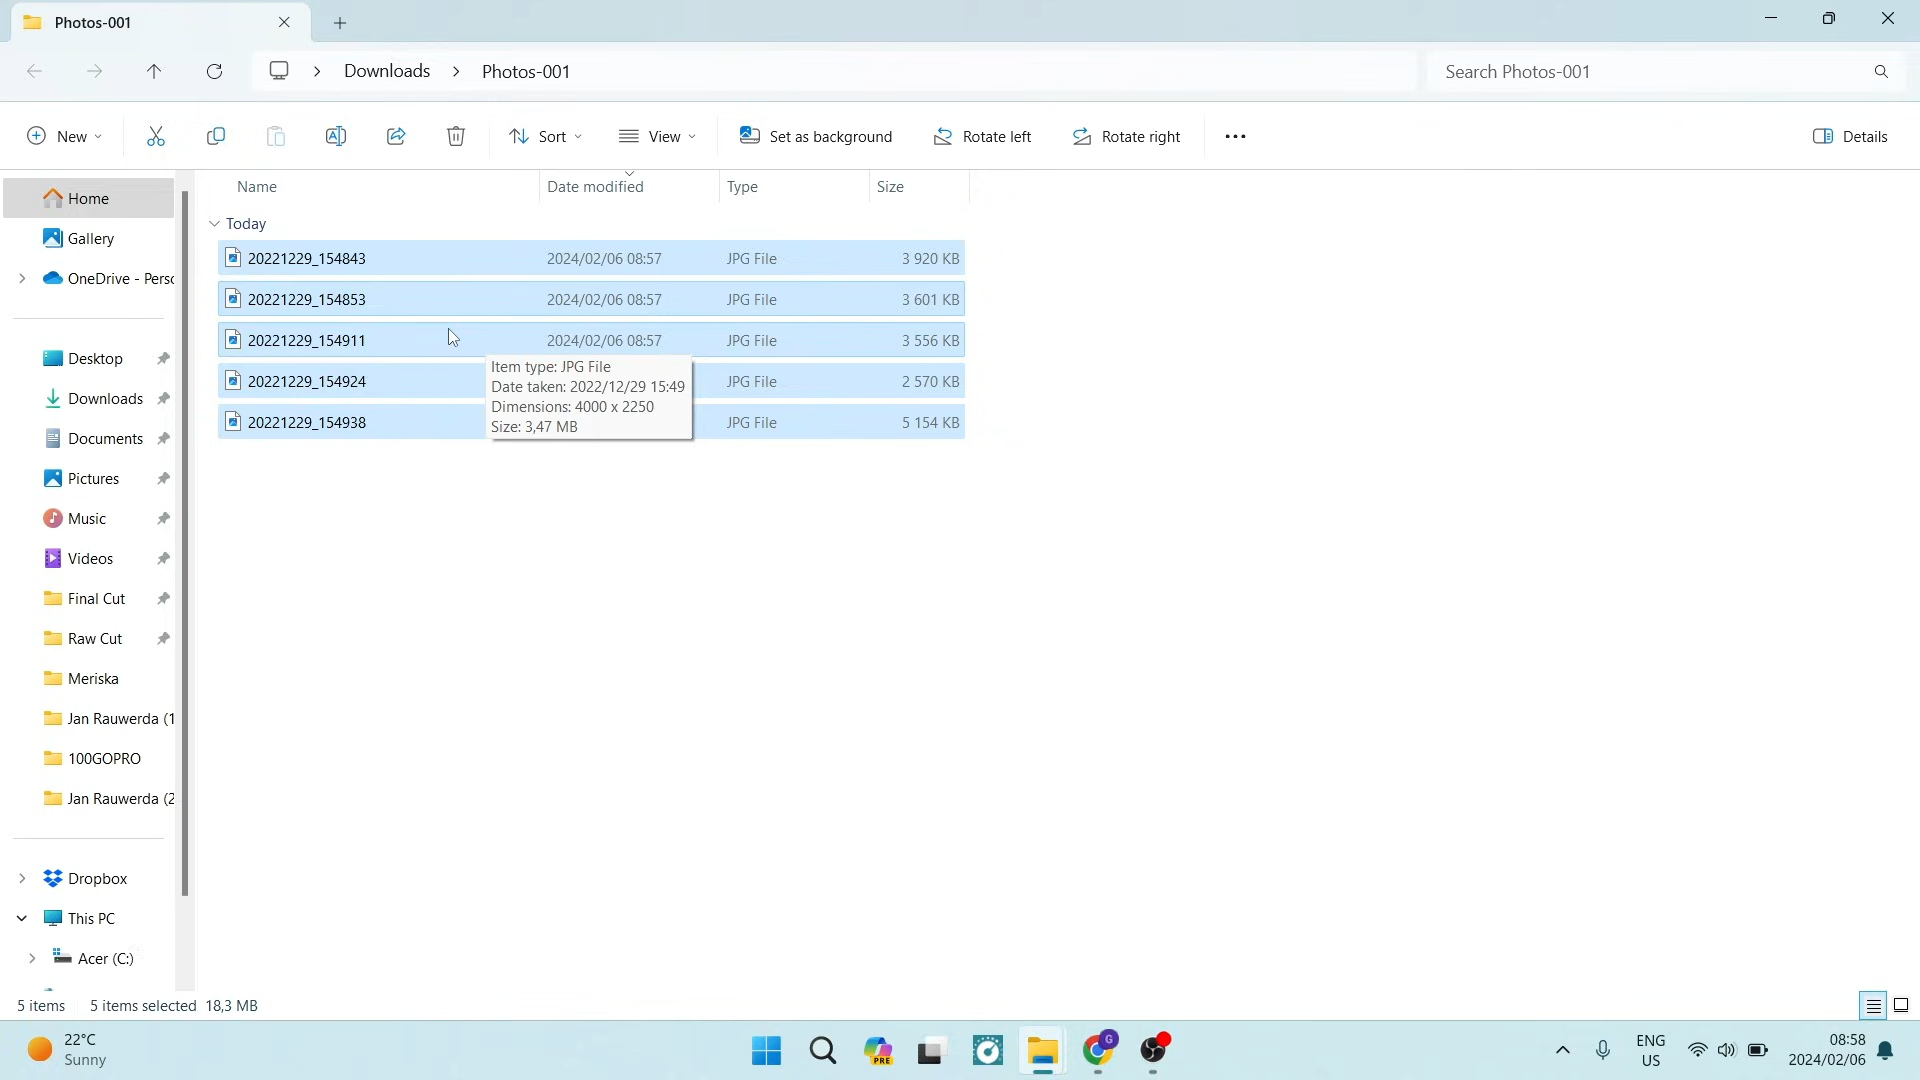 Photos-001
Downloads > Photos-001
Search Photos-001
New
Sort
View
Set as background
Rotate left
Rotate right
Details
Name
Date modified
Type
Size
Today
20221229_154843 2024/02/06 08:57 JPG File 3 920 KB
20221229_154853 2024/02/06 08:57 JPG File 3 601 KB
20221229_154911 2024/02/06 08:57 JPG File 3 556 KB
20221229_154924 JPG File 2 570 KB
20221229_154938 JPG File 5 154 KB
Item type: JPG File
Date taken: 2022/12/29 15:49
Dimensions: 4000 x 2250
Size: 3,47 MB
Home
Gallery
OneDrive - Perso
Desktop
Downloads
Documents
Pictures
Music
Videos
Final Cut
Raw Cut
Meriska
Jan Rauwerda (1
100GOPRO
Jan Rauwerda (2
Dropbox
This PC
Acer (C:)
5 items 5 items selected 18,3 MB
22°C
Sunny
PRE
G
ENG
US
08:58
2024/02/06